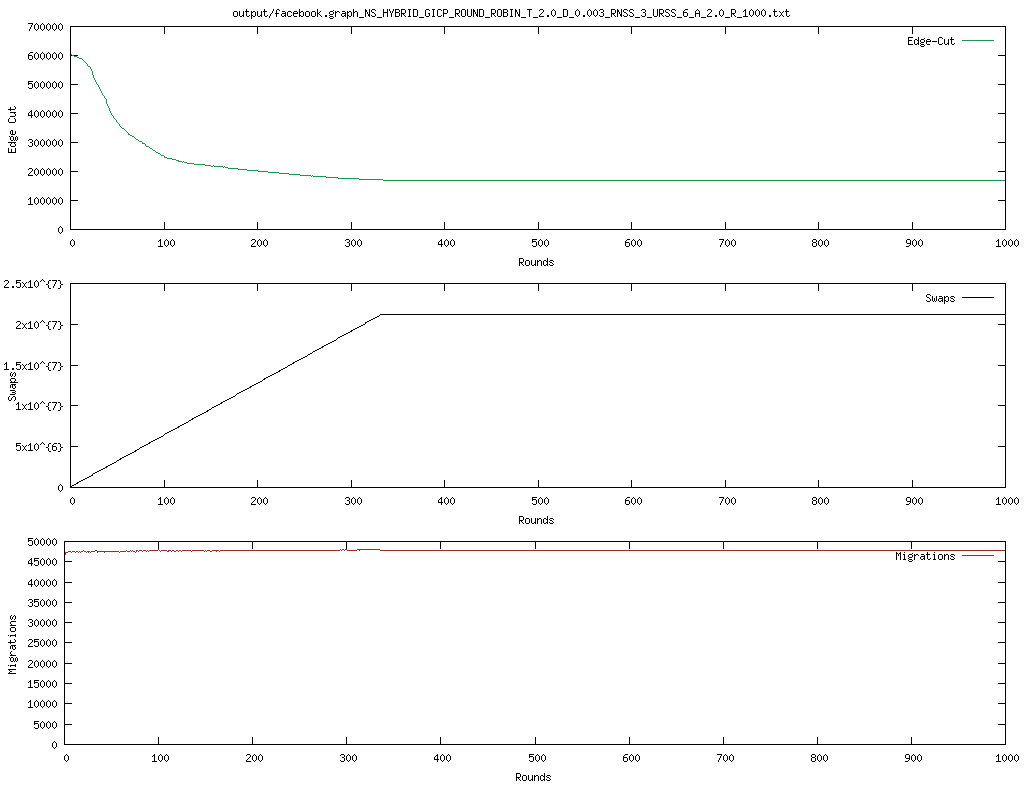 output/facebook.graph_NS_HYBRID_GICP_ROUND_ROBIN_T_2.0_D_0.003_RNSS_3_URSS_6_A_2.0_R_1000.txt
700000
600000
500000
400000
300000
200000
100000
0
Edge Cut
Edge-Cut
0 100 200 300 400 500 600 700 800 900 1000
Rounds
2.5x10^{7}
2x10^{7}
1.5x10^{7}
1x10^{7}
5x10^{6}
0
Swaps
Swaps
0 100 200 300 400 500 600 700 800 900 1000
Rounds
50000
45000
40000
35000
30000
25000
20000
15000
10000
5000
0
Migrations
Migrations
0 100 200 300 400 500 600 700 800 900 1000
Rounds